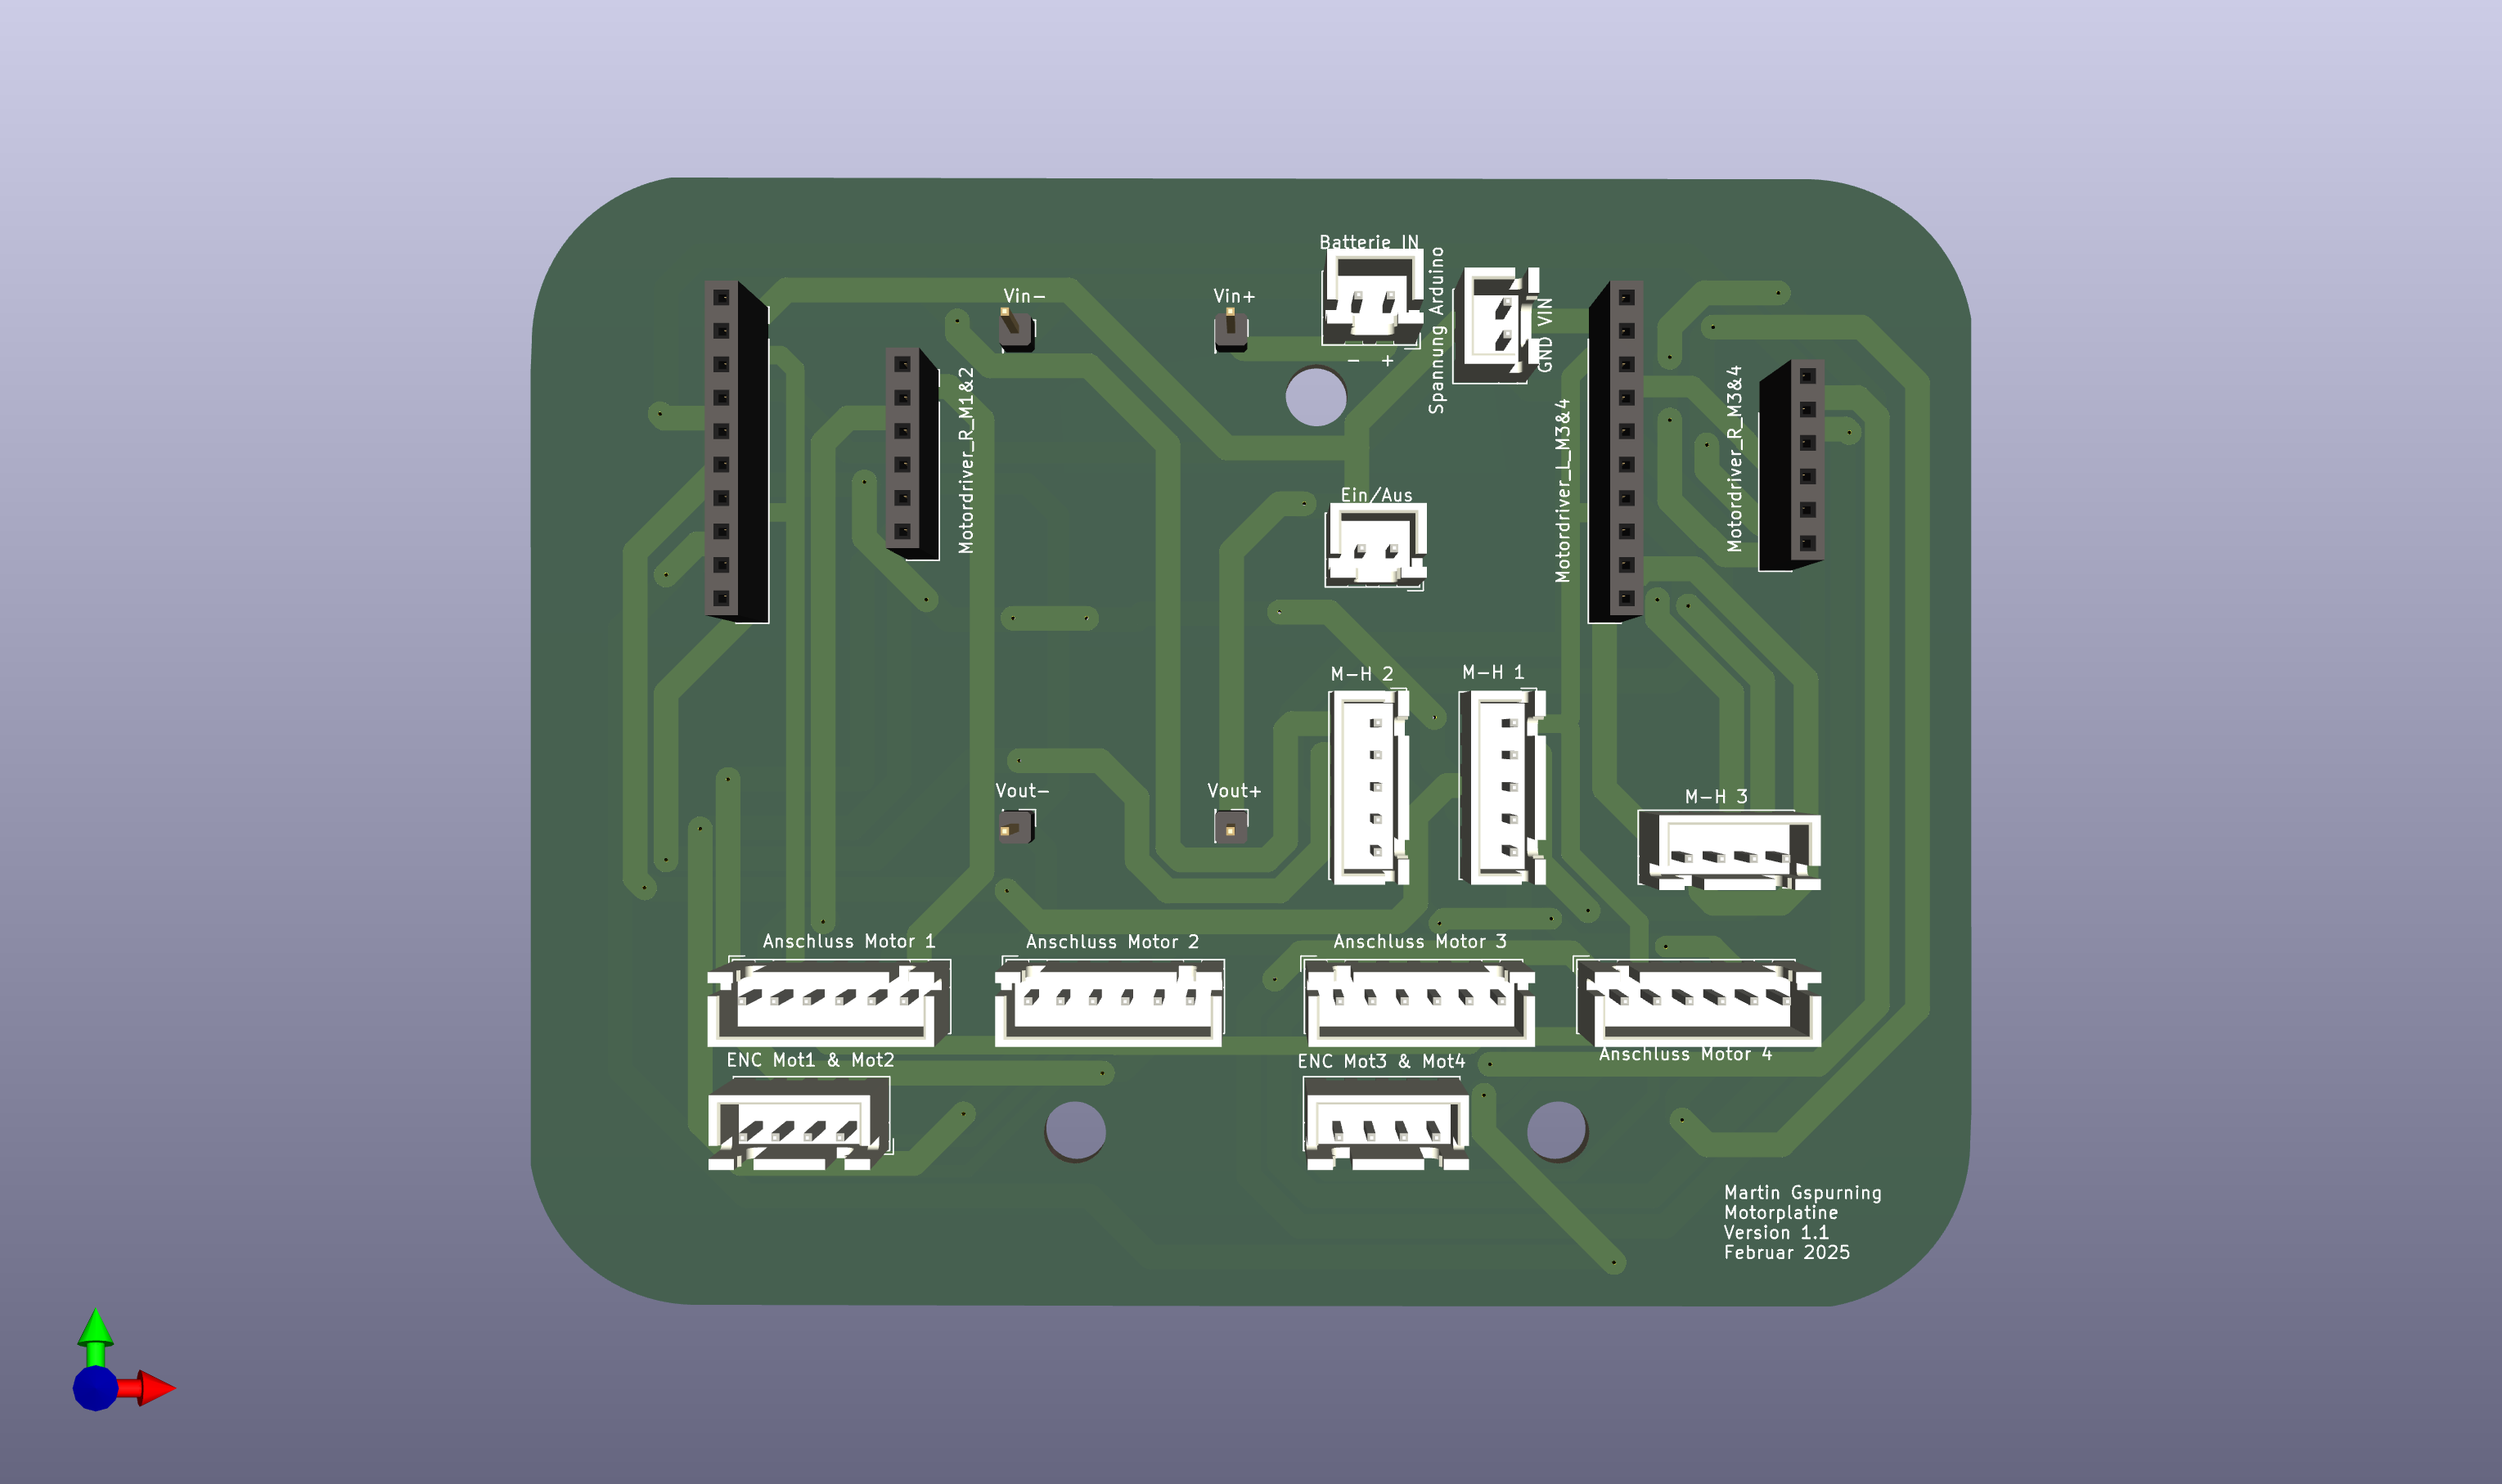 Batterie IN
Spannung Arduino
GND VIN
Vin-
Vin+
- +
Motordriver_R_M1&2
Motordriver_L_M3&4
Motordriver_R_M3&4
Ein/Aus
M-H 2
M-H 1
Vout-
Vout+
M-H 3
Anschluss Motor 1
Anschluss Motor 2
Anschluss Motor 3
Anschluss Motor 4
ENC Mot1 & Mot2
ENC Mot3 & Mot4
Martin Gspurning
Motorplatine
Version 1.1
Februar 2025